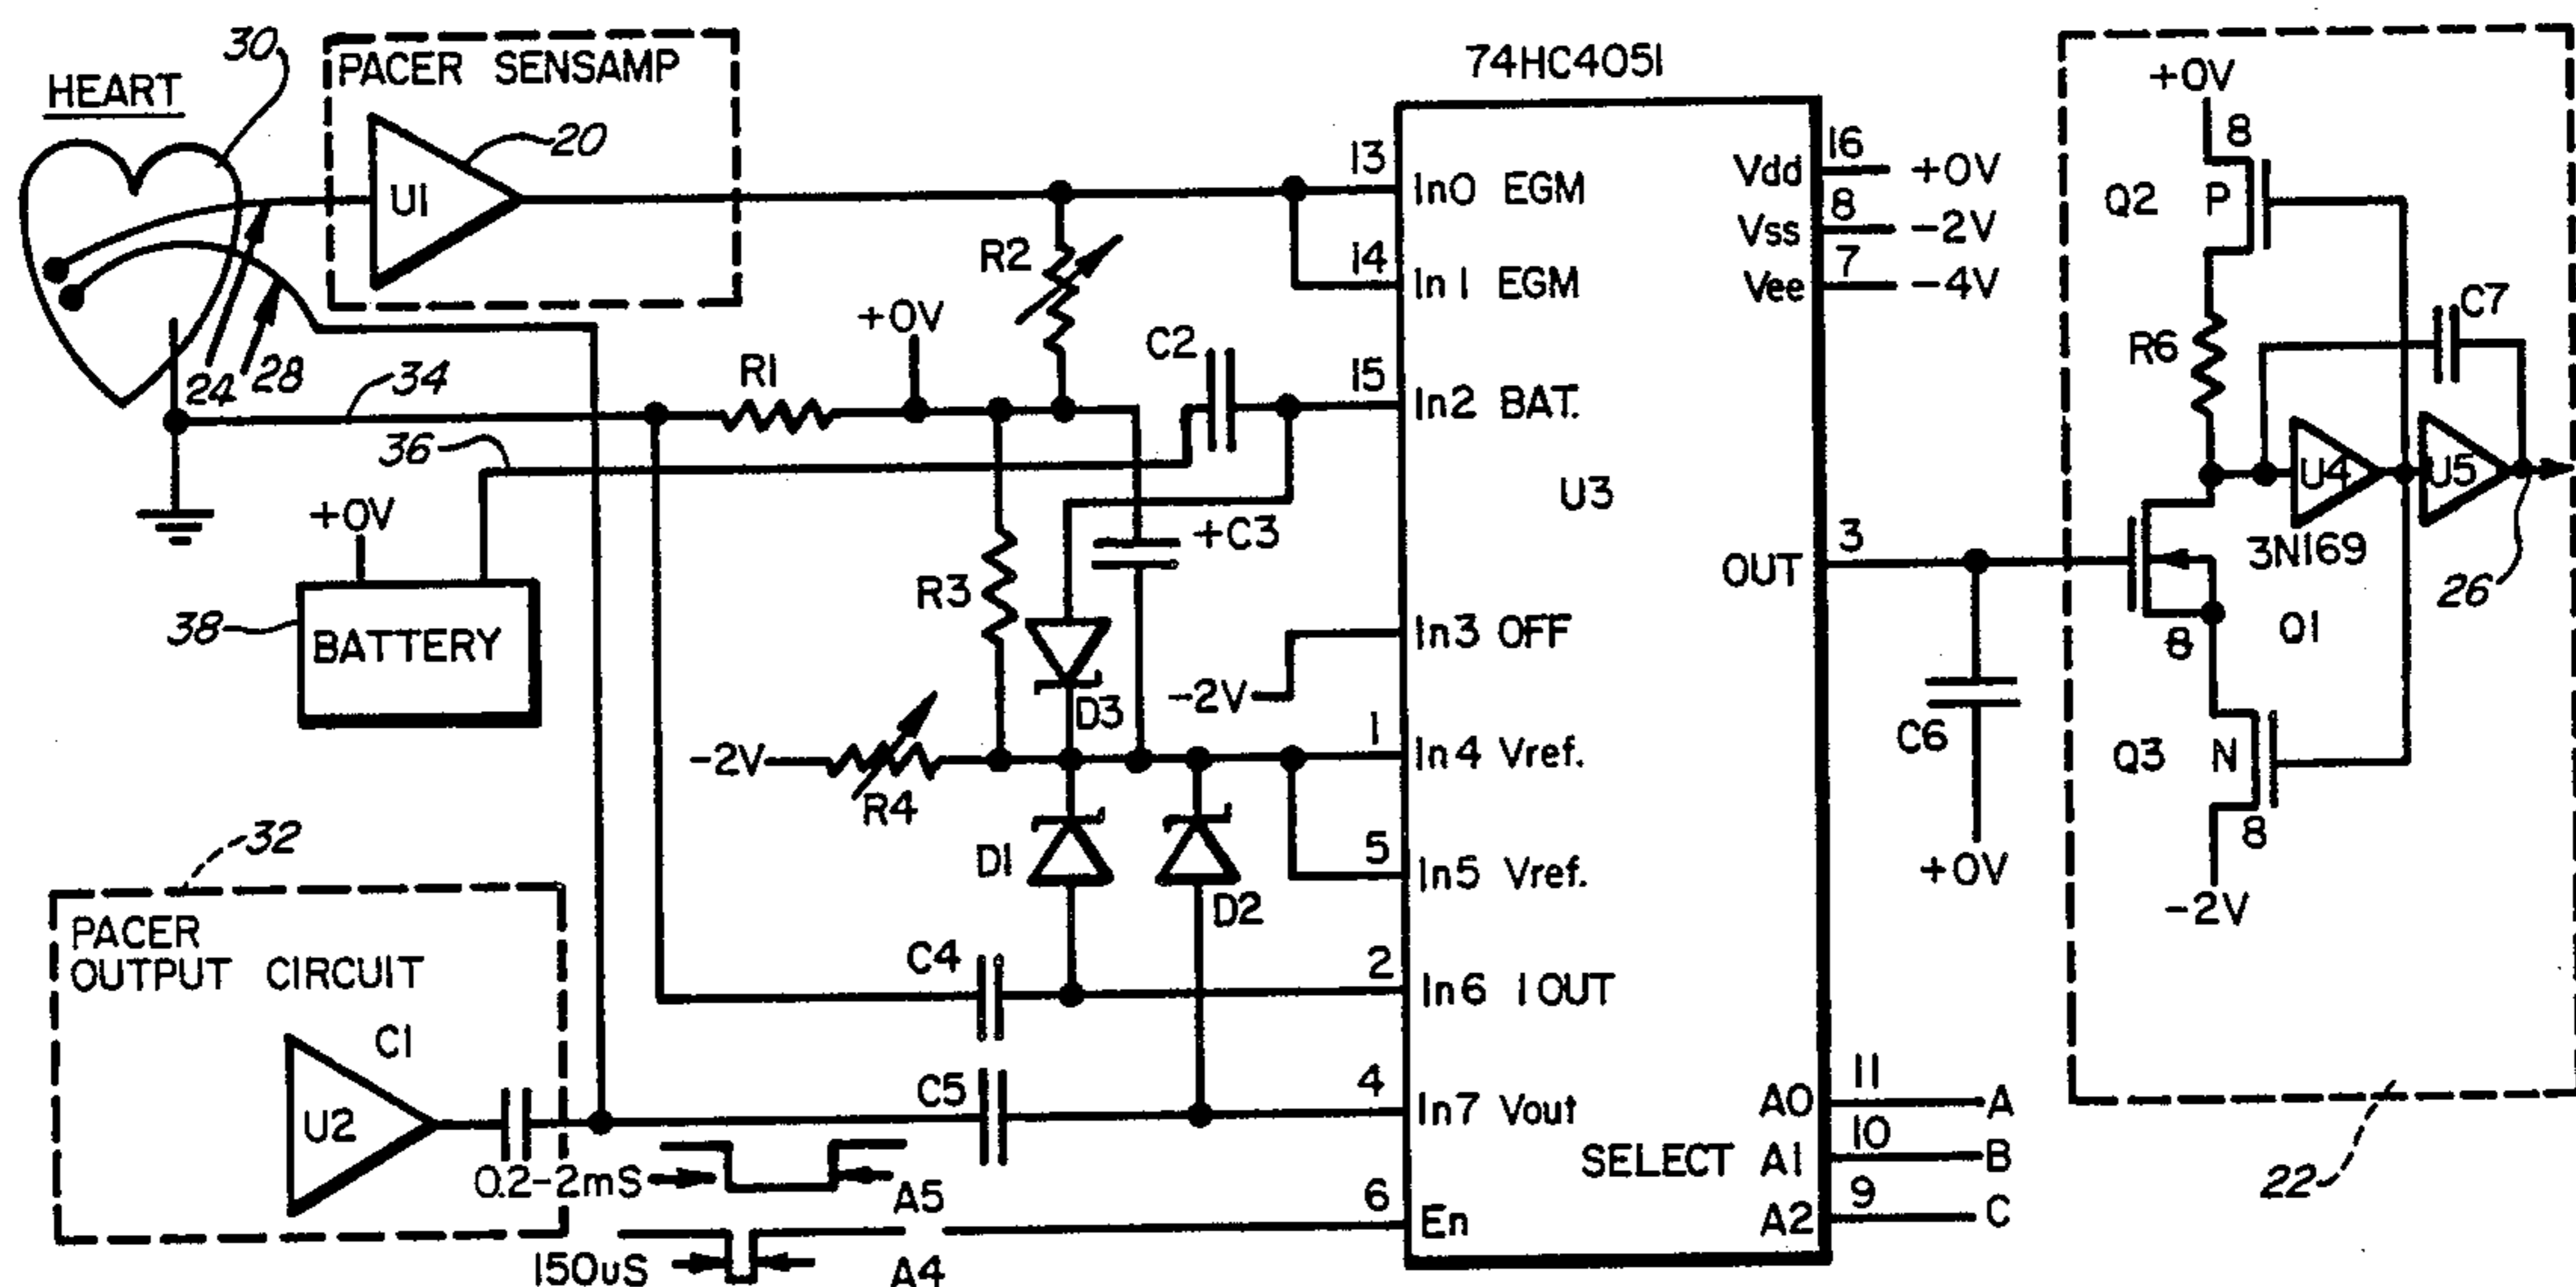 74HC4051
30
PACER SENSAMP
HEART
20
U1
13
In0 EGM
14
In1 EGM
Vdd
16
+0V
Vss
8
-2V
Vee
7
-4V
+0V
8
Q2
P
R2
+0V
C2
C7
R6
24
28
34
R1
15
In2 BAT.
36
U3
U4
U5
+0V
+C3
3
OUT
3N169
26
R3
38
BATTERY
In3 OFF
8
Q1
-2V
D3
C6
-2V
R4
1
In4 Vref.
Q3
N
32
D1
5
In5 Vref.
+0V
8
D2
-2V
PACER
OUTPUT CIRCUIT
C4
2
In6 I OUT
C1
U2
C5
4
In7 Vout
A0
11
A
SELECT
A1
10
B
0.2-2mS
A5
22
6
En
A2
9
C
150uS
A4